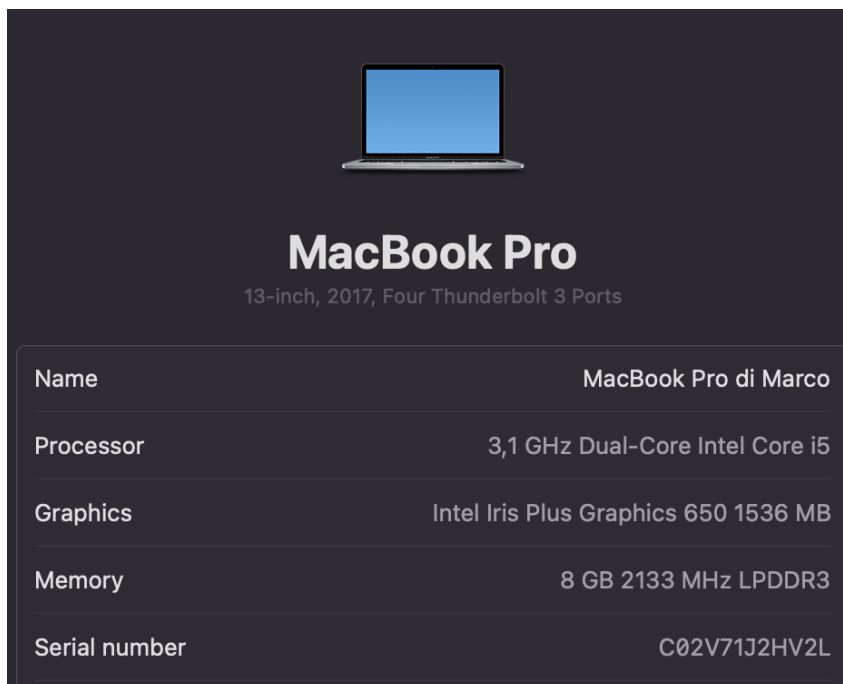 MacBook Pro
13-inch, 2017, Four Thunderbolt 3 Ports
Name MacBook Pro di Marco
Processor 3,1 GHz Dual-Core Intel Core i5
Graphics Intel Iris Plus Graphics 650 1536 MB
Memory 8 GB 2133 MHz LPDDR3
Serial number C02V71J2HV2L